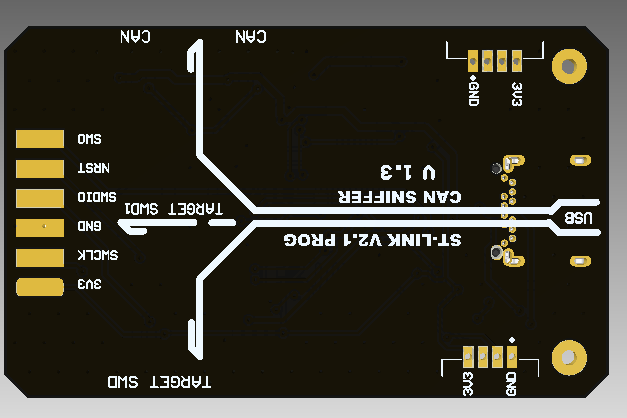 CAN
CAN
GND
3V3
SWO
NRST
V 1.3
SWDIO
CAN SNIFFER
TARGET SWD1
USB
GND
ST-LINK V2.1 PROG
SWCLK
3V3
TARGET SWD
3V3
GND